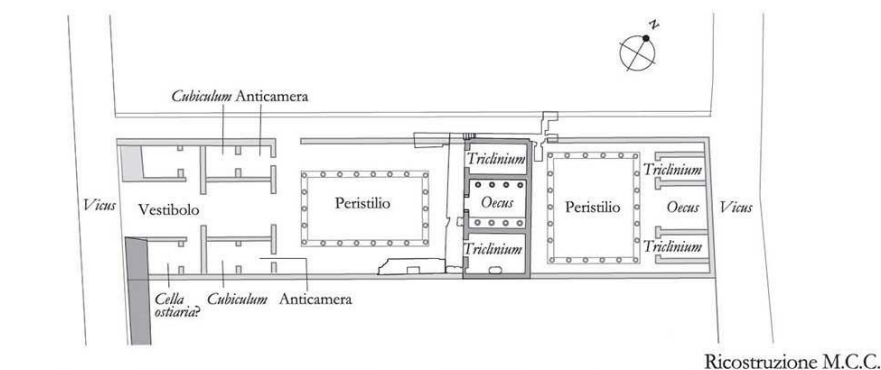 N
Cubiculum Anticamera
Triclinium
Triclinium
Vicus
Vestibolo
Peristilio
Oecus
Peristilio
Oecus
Vicus
Triclinium
Triclinium
Cella
ostiaria?
Cubiculum
Anticamera
Ricostruzione M.C.C.